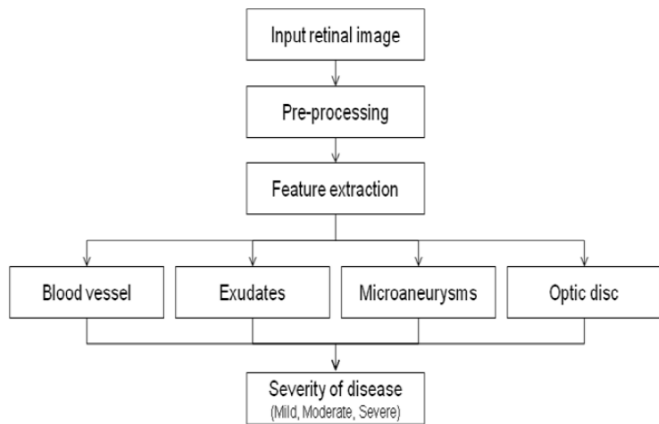 Input retinal image
Pre-processing
Feature extraction
Blood vessel
Exudates
Microaneurysms
Optic disc
Severity of disease
(Mild, Moderate, Severe)